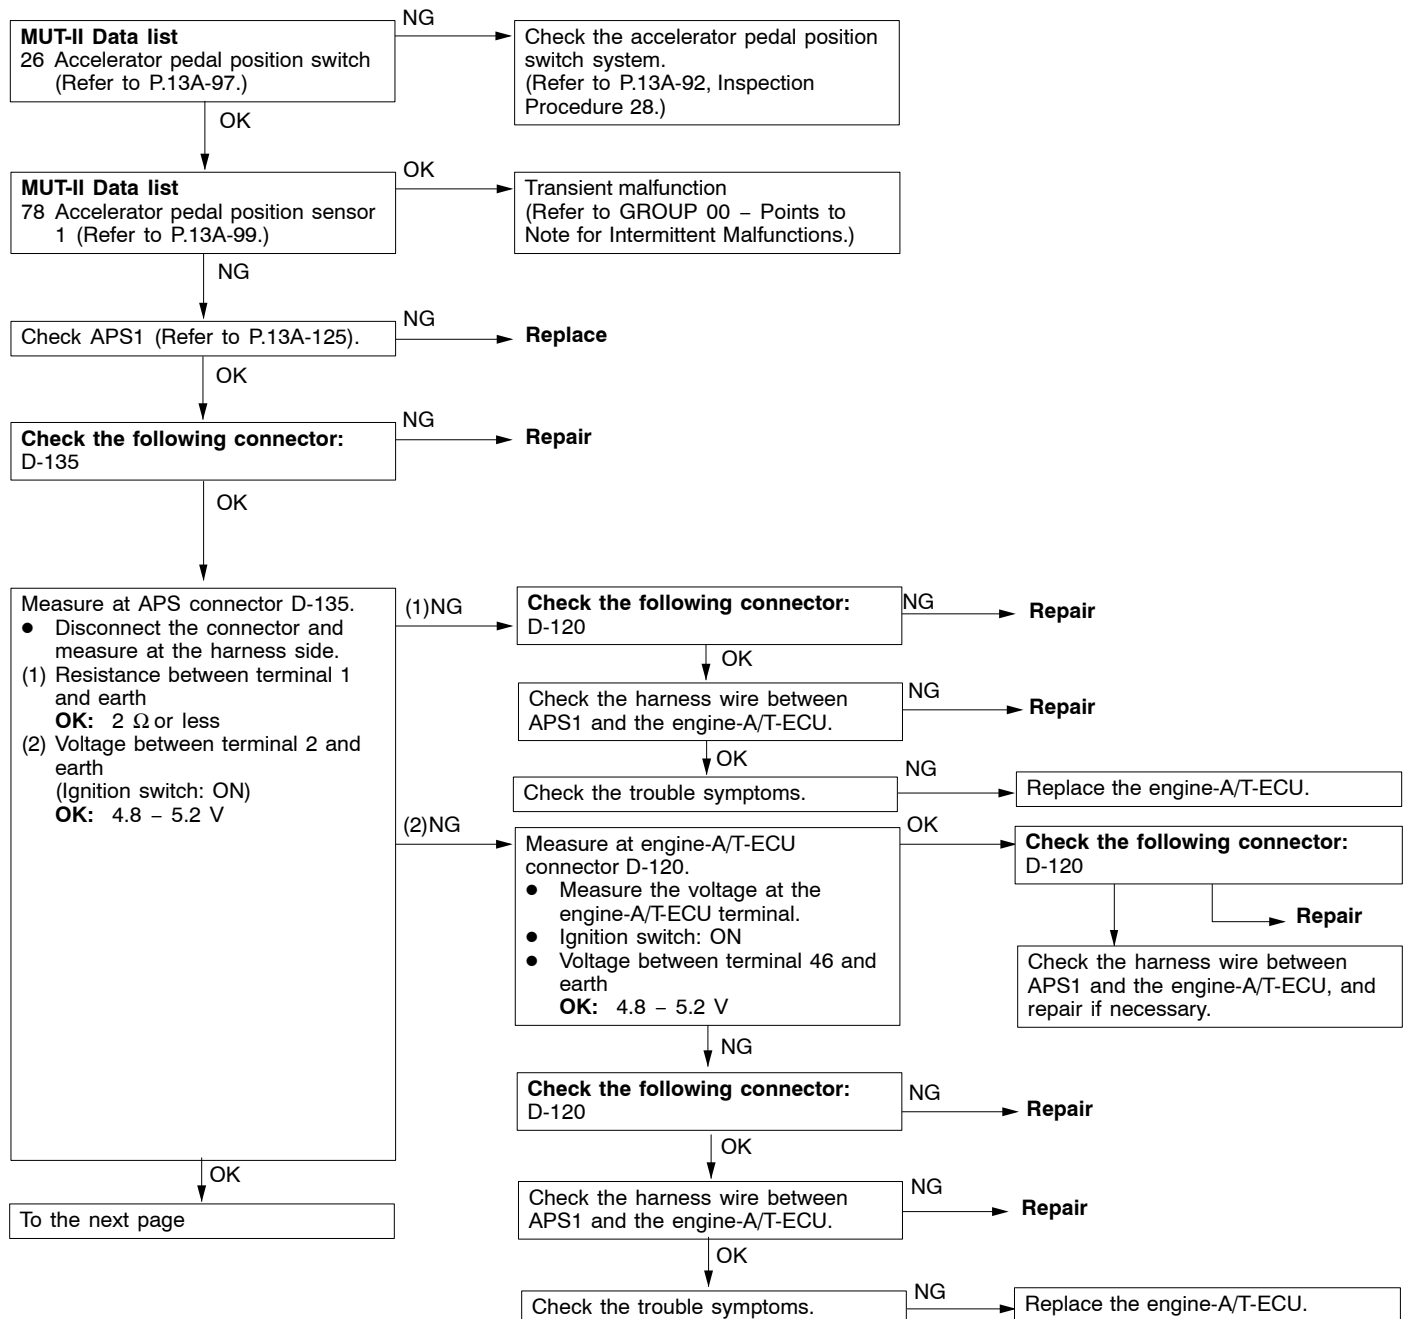 NG
MUT-II Data list
26 Accelerator pedal position switch
(Refer to P.13A-97.)
Check the accelerator pedal position
switch system.
(Refer to P.13A-92, Inspection
Procedure 28.)
OK
MUT-II Data list
78 Accelerator pedal position sensor
1 (Refer to P.13A-99.)
OK
Transient malfunction
(Refer to GROUP 00 – Points to
Note for Intermittent Malfunctions.)
NG
Check APS1 (Refer to P.13A-125).
NG
Replace
OK
Check the following connector:
D-135
NG
Repair
OK
Measure at APS connector D-135.
● Disconnect the connector and
measure at the harness side.
(1) Resistance between terminal 1
and earth
OK: 2 Ω or less
(2) Voltage between terminal 2 and
earth
(Ignition switch: ON)
OK: 4.8 – 5.2 V
(1)NG
Check the following connector:
D-120
NG
Repair
OK
Check the harness wire between
APS1 and the engine-A/T-ECU.
NG
Repair
OK
Check the trouble symptoms.
NG
Replace the engine-A/T-ECU.
(2)NG
Measure at engine-A/T-ECU
connector D-120.
● Measure the voltage at the
engine-A/T-ECU terminal.
● Ignition switch: ON
● Voltage between terminal 46 and
earth
OK: 4.8 – 5.2 V
OK
Check the following connector:
D-120
Repair
Check the harness wire between
APS1 and the engine-A/T-ECU, and
repair if necessary.
NG
Check the following connector:
D-120
NG
Repair
OK
Check the harness wire between
APS1 and the engine-A/T-ECU.
NG
Repair
OK
Check the trouble symptoms.
NG
Replace the engine-A/T-ECU.
OK
To the next page